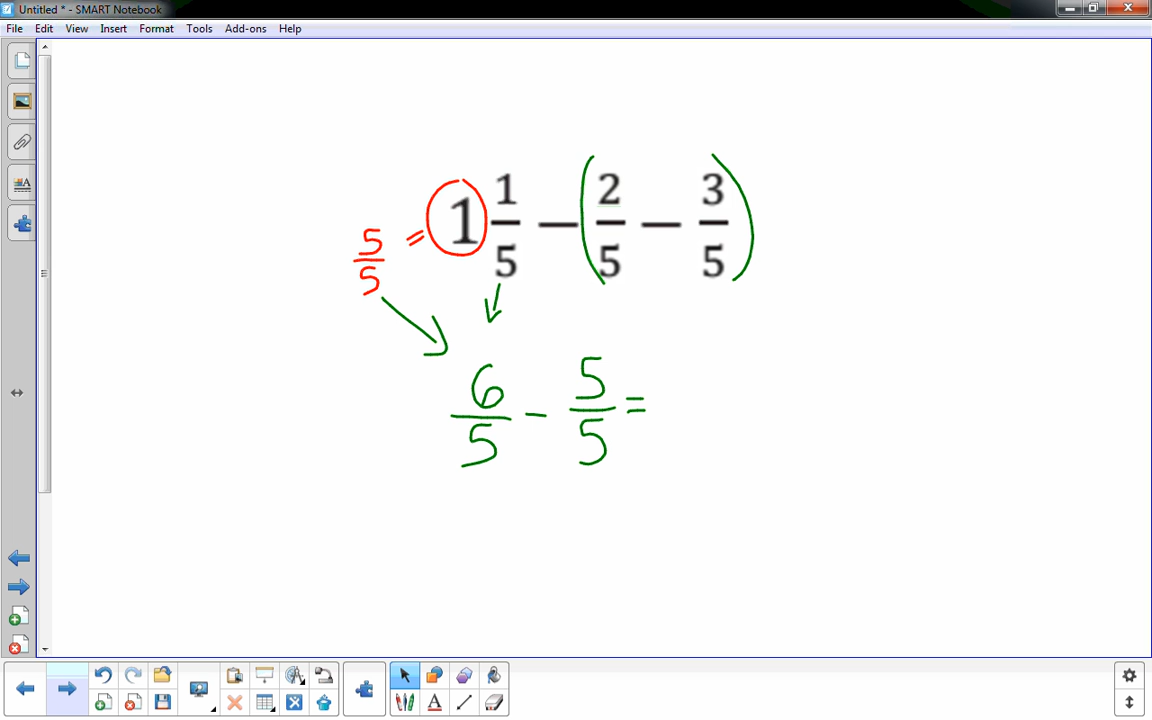 Untitled * - SMART Notebook
File Edit View Insert Format Tools Add-ons Help
5/5 = 1 1/5 − (2/5 − 3/5)
6/5 - 5/5 =